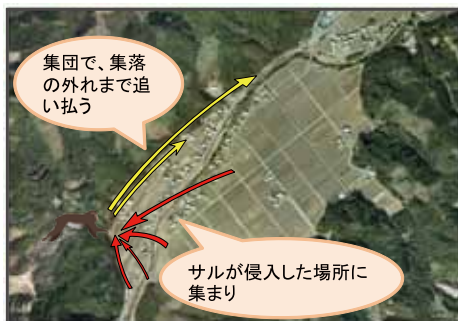 集団で、集落
の外れまで追
い払う
サルが侵入した場所に
集まり